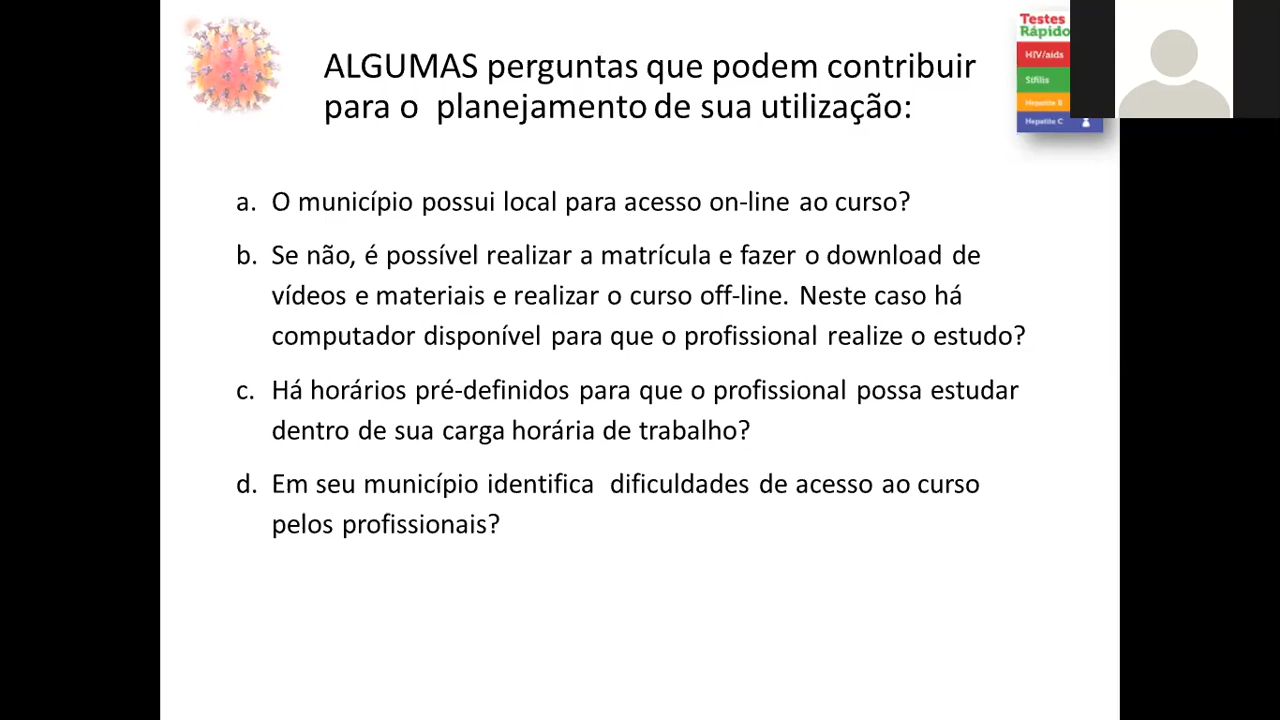 ALGUMAS perguntas que podem contribuir
para o planejamento de sua utilização:
Testes
Rápido
HIV/aids
Sífilis
Hepatite B
Hepatite C
a. O município possui local para acesso on-line ao curso?
b. Se não, é possível realizar a matrícula e fazer o download de
vídeos e materiais e realizar o curso off-line. Neste caso há
computador disponível para que o profissional realize o estudo?
c. Há horários pré-definidos para que o profissional possa estudar
dentro de sua carga horária de trabalho?
d. Em seu município identifica dificuldades de acesso ao curso
pelos profissionais?